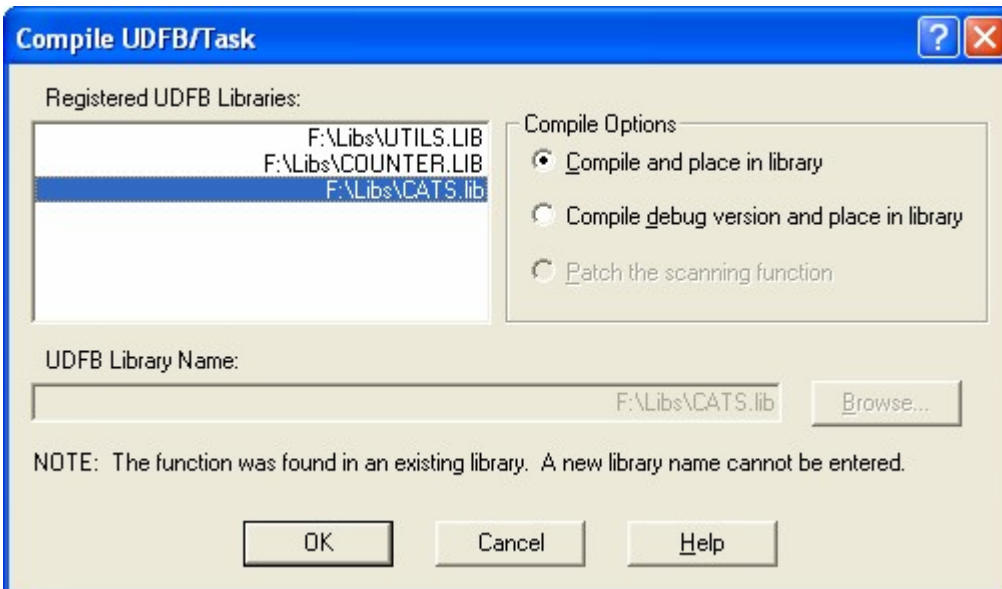 Compile UDFB/Task
Registered UDFB Libraries:
F:\Libs\UTILS.LIB
F:\Libs\COUNTER.LIB
F:\Libs\CATS.lib
Compile Options
Compile and place in library
Compile debug version and place in library
Patch the scanning function
UDFB Library Name:
F:\Libs\CATS.lib
Browse...
NOTE:  The function was found in an existing library.  A new library name cannot be entered.
OK
Cancel
Help